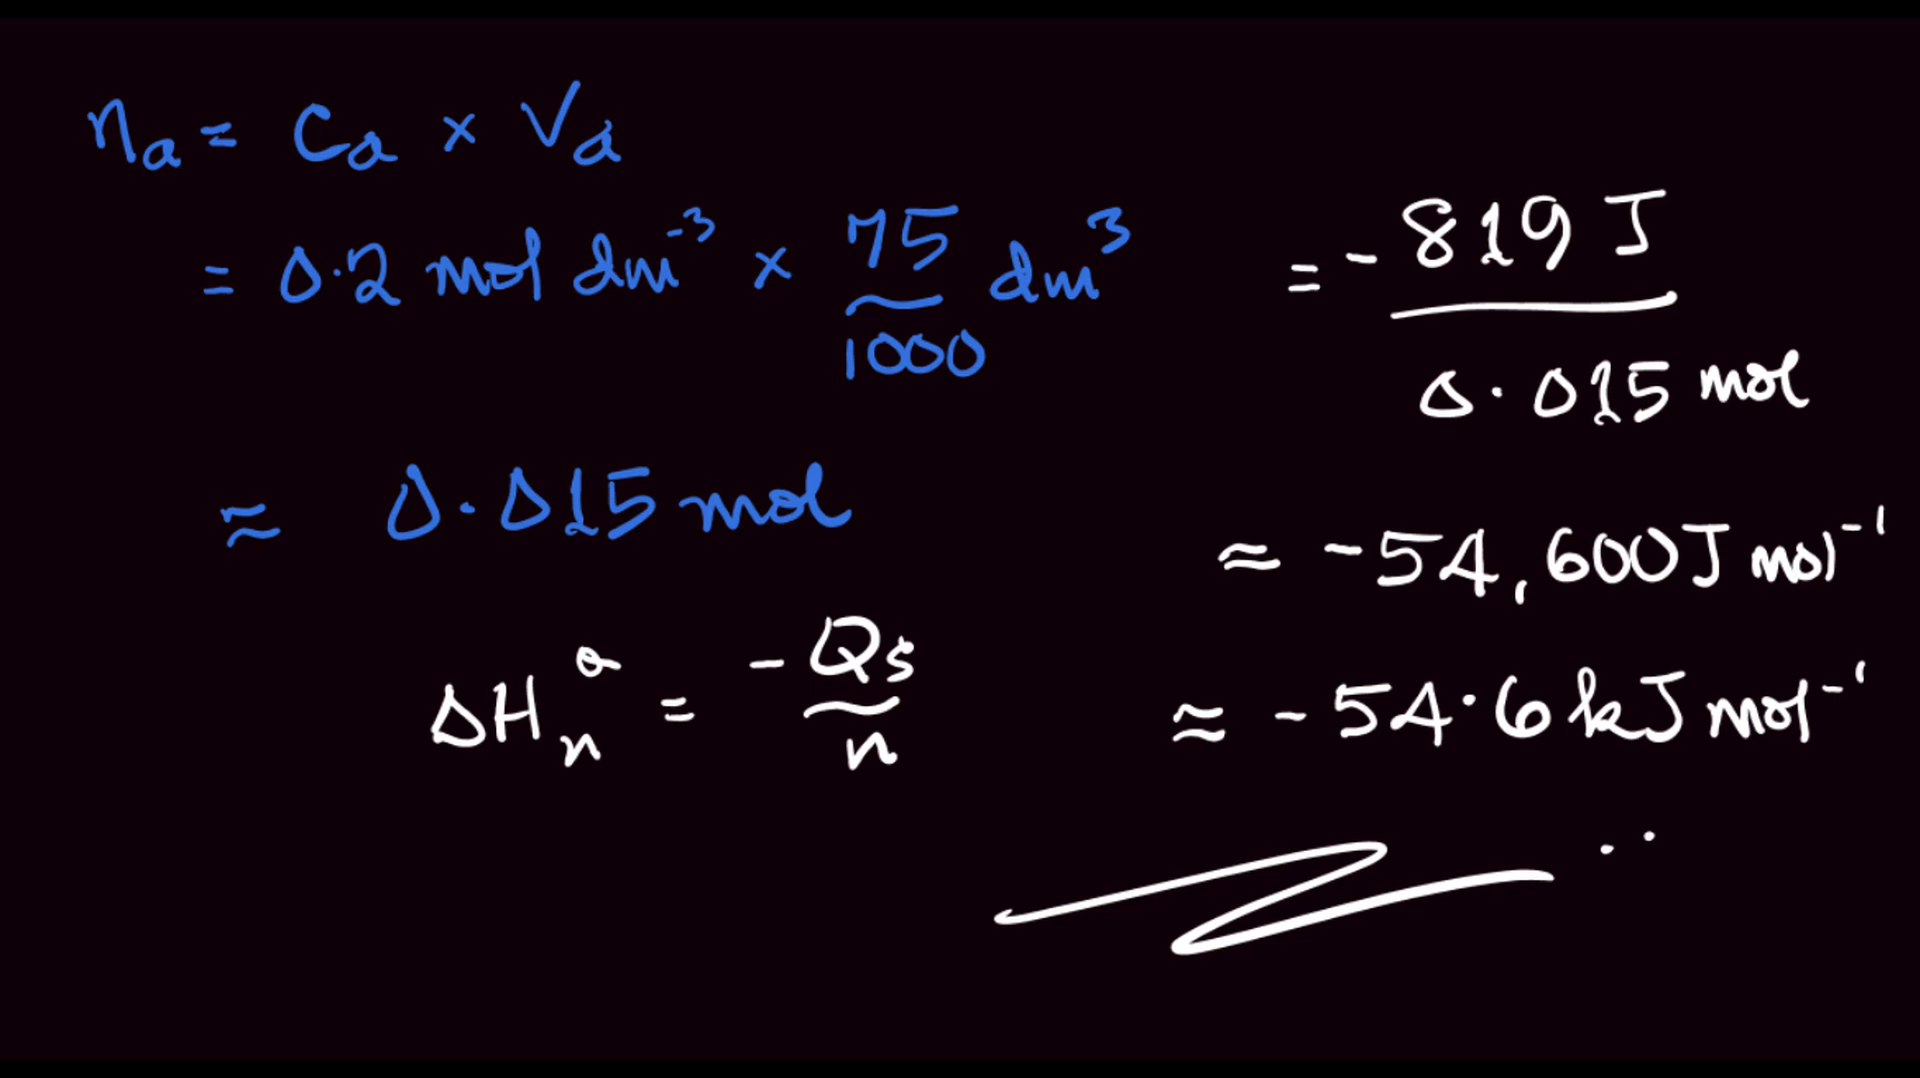 nₐ = Cₐ × Vₐ
= 0.2 mol dm⁻³ × 75/1000 dm³
≈ 0.015 mol
ΔHₙ° = -Qs/n
= -819 J / 0.015 mol
≈ -54,600 J mol⁻¹
≈ -54.6 kJ mol⁻¹